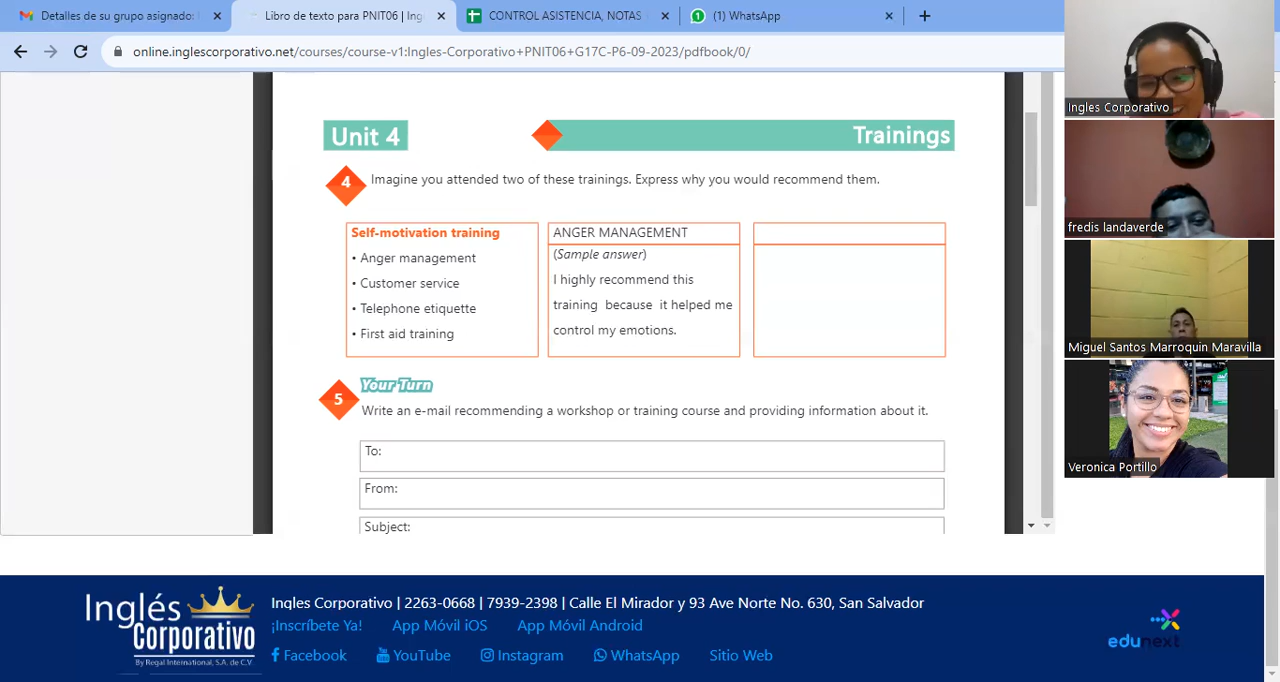 Detalles de su grupo asignado: I
Libro de texto para PNIT06 | Ing
CONTROL ASISTENCIA, NOTAS
(1) WhatsApp
online.inglescorporativo.net/courses/course-v1:Ingles-Corporativo+PNIT06+G17C-P6-09-2023/pdfbook/0/
Unit 4
Trainings
4
Imagine you attended two of these trainings. Express why you would recommend them.
Self-motivation training
• Anger management
• Customer service
• Telephone etiquette
• First aid training
ANGER MANAGEMENT
(Sample answer)
I highly recommend this
training because it helped me
control my emotions.
5
Your Turn
Write an e-mail recommending a workshop or training course and providing information about it.
To:
From:
Subject:
Ingles Corporativo
fredis landaverde
Miguel Santos Marroquin Maravilla
Veronica Portillo
Inglés
Corporativo
By Regal International, S.A. de C.V.
Ingles Corporativo | 2263-0668 | 7939-2398 | Calle El Mirador y 93 Ave Norte No. 630, San Salvador
¡Inscríbete Ya! App Móvil iOS App Móvil Android
Facebook YouTube Instagram WhatsApp Sitio Web
edunext